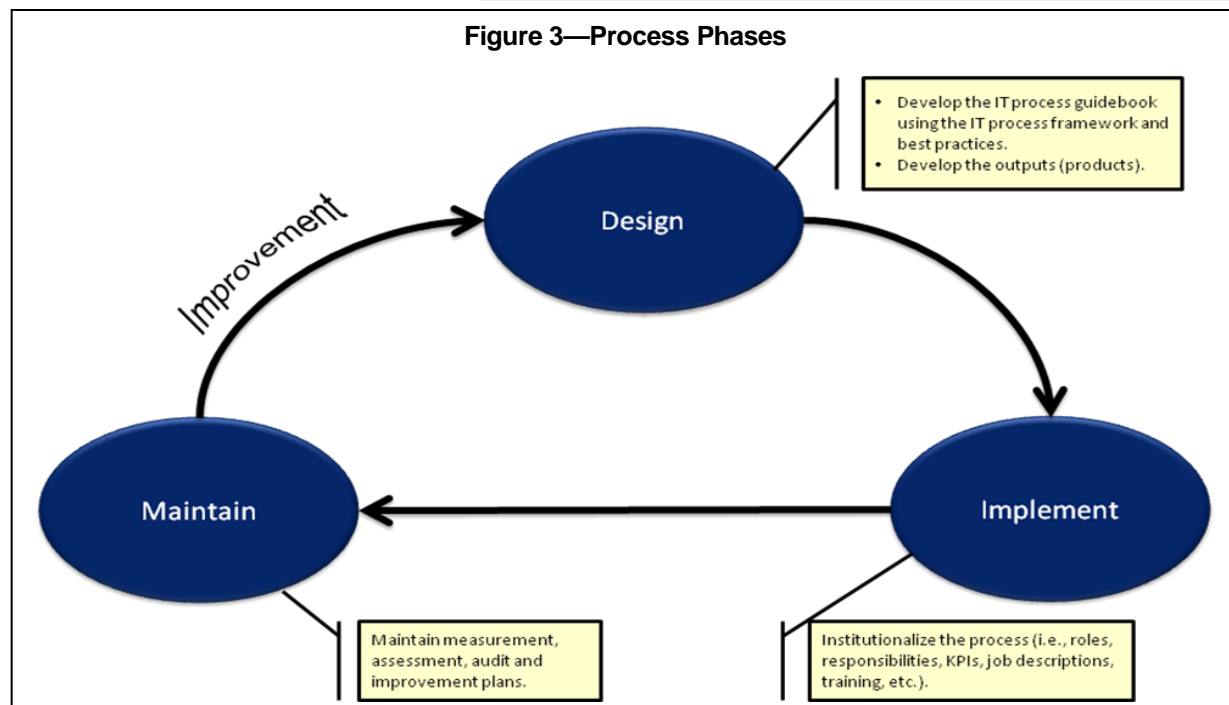 Figure 3—Process Phases
• Develop the IT process guidebook
using the IT process framework and
best practices.
• Develop the outputs (products).
Design
Improvement
Maintain
Implement
Maintain measurement,
assessment, audit and
improvement plans.
Institutionalize the process (i.e., roles,
responsibilities, KPIs, job descriptions,
training, etc.).